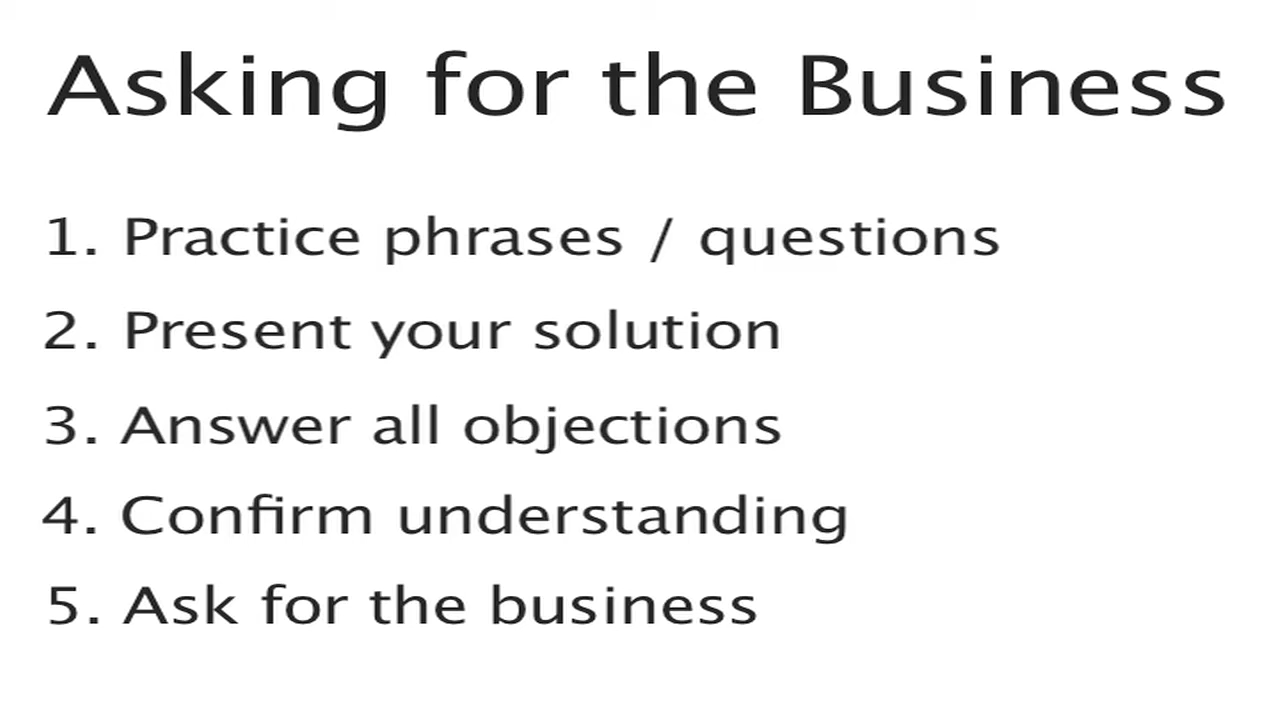 Asking for the Business
1. Practice phrases / questions
2. Present your solution
3. Answer all objections
4. Confirm understanding
5. Ask for the business